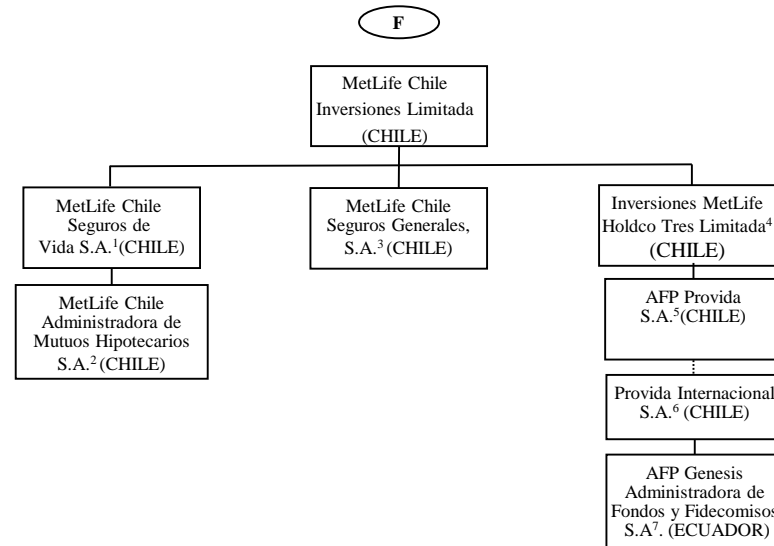 F
MetLife Chile
Inversiones Limitada
(CHILE)
MetLife Chile
Seguros de
Vida S.A.¹(CHILE)
MetLife Chile
Administradora de
Mutuos Hipotecarios
S.A.² (CHILE)
MetLife Chile
Seguros Generales,
S.A.³ (CHILE)
Inversiones MetLife
Holdco Tres Limitada⁴
(CHILE)
AFP Provida
S.A.⁵(CHILE)
Provida Internacional
S.A.⁶ (CHILE)
AFP Genesis
Administradora de
Fondos y Fidecomisos
S.A⁷. (ECUADOR)